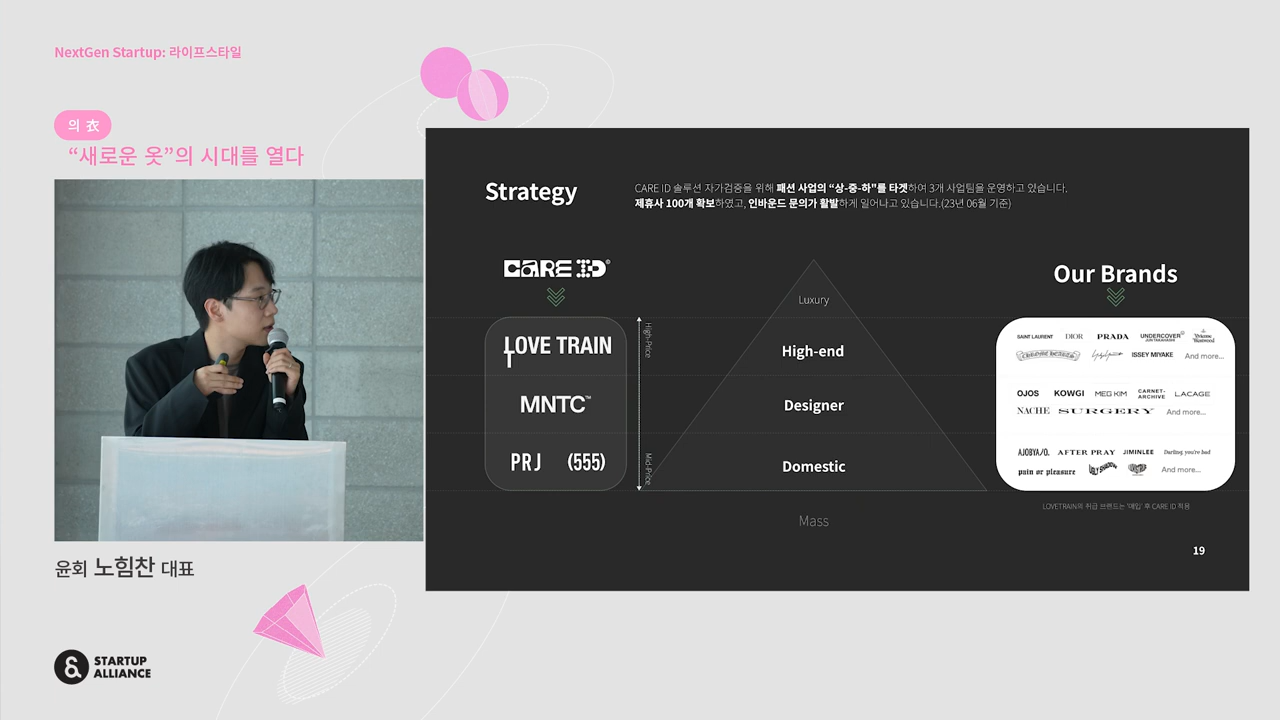 NextGen Startup: 라이프스타일
의 衣
“새로운 옷”의 시대를 열다
윤회 노힘찬 대표
STARTUP
ALLIANCE
Strategy
CARE ID 솔루션 자가검증을 위해 패션 사업의 “상-중-하"를 타겟하여 3개 사업팀을 운영하고 있습니다.
제휴사 100개 확보하였고, 인바운드 문의가 활발하게 일어나고 있습니다.(23년 06월 기준)
CARE ID®
LOVE TRAIN
MNTC™
PRJ (555)
High-Price
Mid-Price
Luxury
High-end
Designer
Domestic
Mass
Our Brands
SAINT LAURENT DIOR PRADA UNDERCOVER JUN TAKAHASHI Vivienne Westwood
CHROME HEARTS ISSEY MIYAKE And more...
OJOS KOWGI MEG KIM CARNET-ARCHIVE LACAGE
NACHE SURGERY And more...
AJOBYAJO. AFTER PRAY JIMINLEE Darling, you're bad
pain or pleasure UGLY SHADOW And more...
LOVETRAIN의 취급 브랜드는 '매입' 후 CARE ID 적용
19